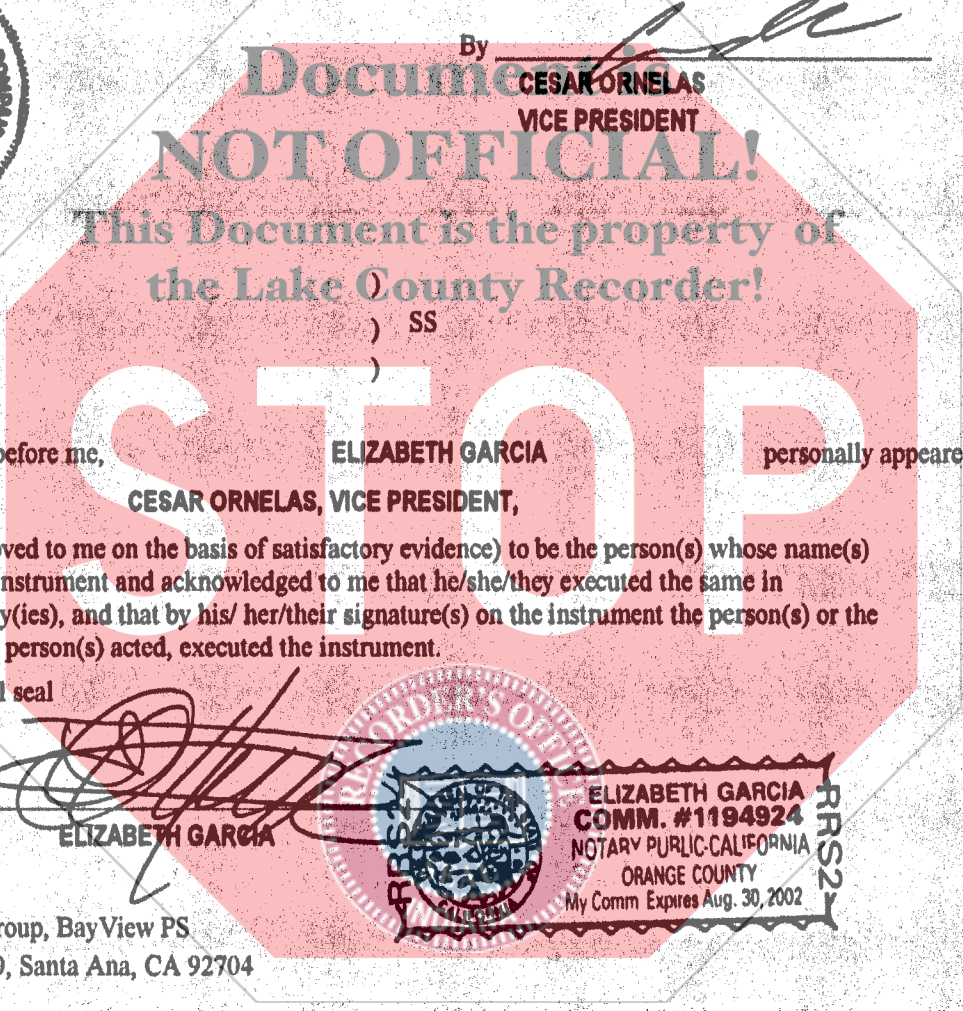 By
Document is
CESAR ORNELAS
VICE PRESIDENT
NOT OFFICIAL!
This Document is the property of
the Lake County Recorder!
)
) SS
)
STOP
before me, ELIZABETH GARCIA personally appeare
CESAR ORNELAS, VICE PRESIDENT,
oved to me on the basis of satisfactory evidence) to be the person(s) whose name(s)
nstrument and acknowledged to me that he/she/they executed the same in
y(ies), and that by his/ her/their signature(s) on the instrument the person(s) or the
person(s) acted, executed the instrument.
l seal
RECORDER'S OFFICE
ELIZABETH GARCIA
COMM. #1194924
NOTARY PUBLIC-CALIFORNIA
ORANGE COUNTY
My Comm Expires Aug. 30, 2002
RRS2
ELIZABETH GARCIA
roup, BayView PS
0, Santa Ana, CA 92704